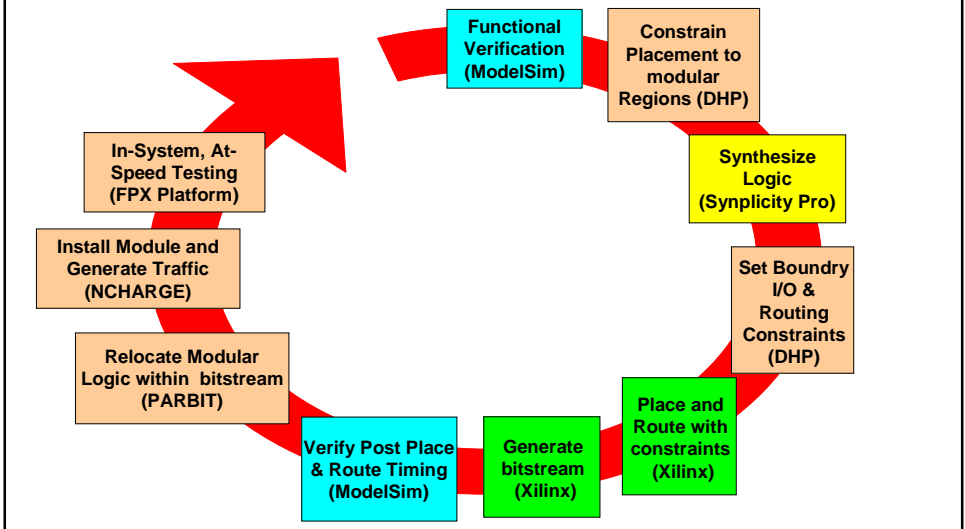 Functional
Verification
(ModelSim)
Constrain
Placement to
modular
Regions (DHP)
Synthesize
Logic
(Synplicity Pro)
Set Boundry
I/O &
Routing
Constraints
(DHP)
Place and
Route with
constraints
(Xilinx)
Generate
bitstream
(Xilinx)
Verify Post Place
& Route Timing
(ModelSim)
Relocate Modular
Logic within bitstream
(PARBIT)
Install Module and
Generate Traffic
(NCHARGE)
In-System, At-
Speed Testing
(FPX Platform)